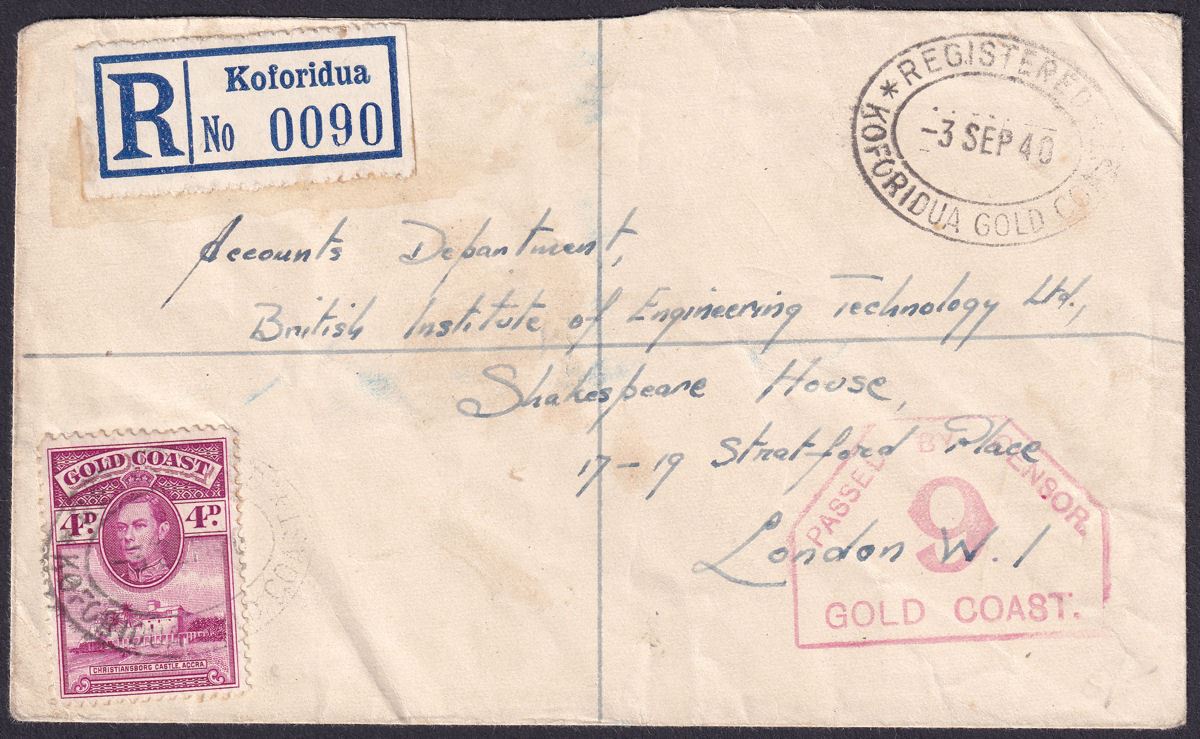 R Koforidua
No 0090
* REGISTERED
KOFORIDUA GOLD COAST
-3 SEP 40
Accounts Department,
British Institute of Engineering Technology Ltd.,
Shakespeare House,
17-19 Stratford Place
London W.1
GOLD COAST
4D. 4D.
CHRISTIANSBORG CASTLE, ACCRA
KOFORIDUA
PASSED BY CENSOR.
9
GOLD COAST.